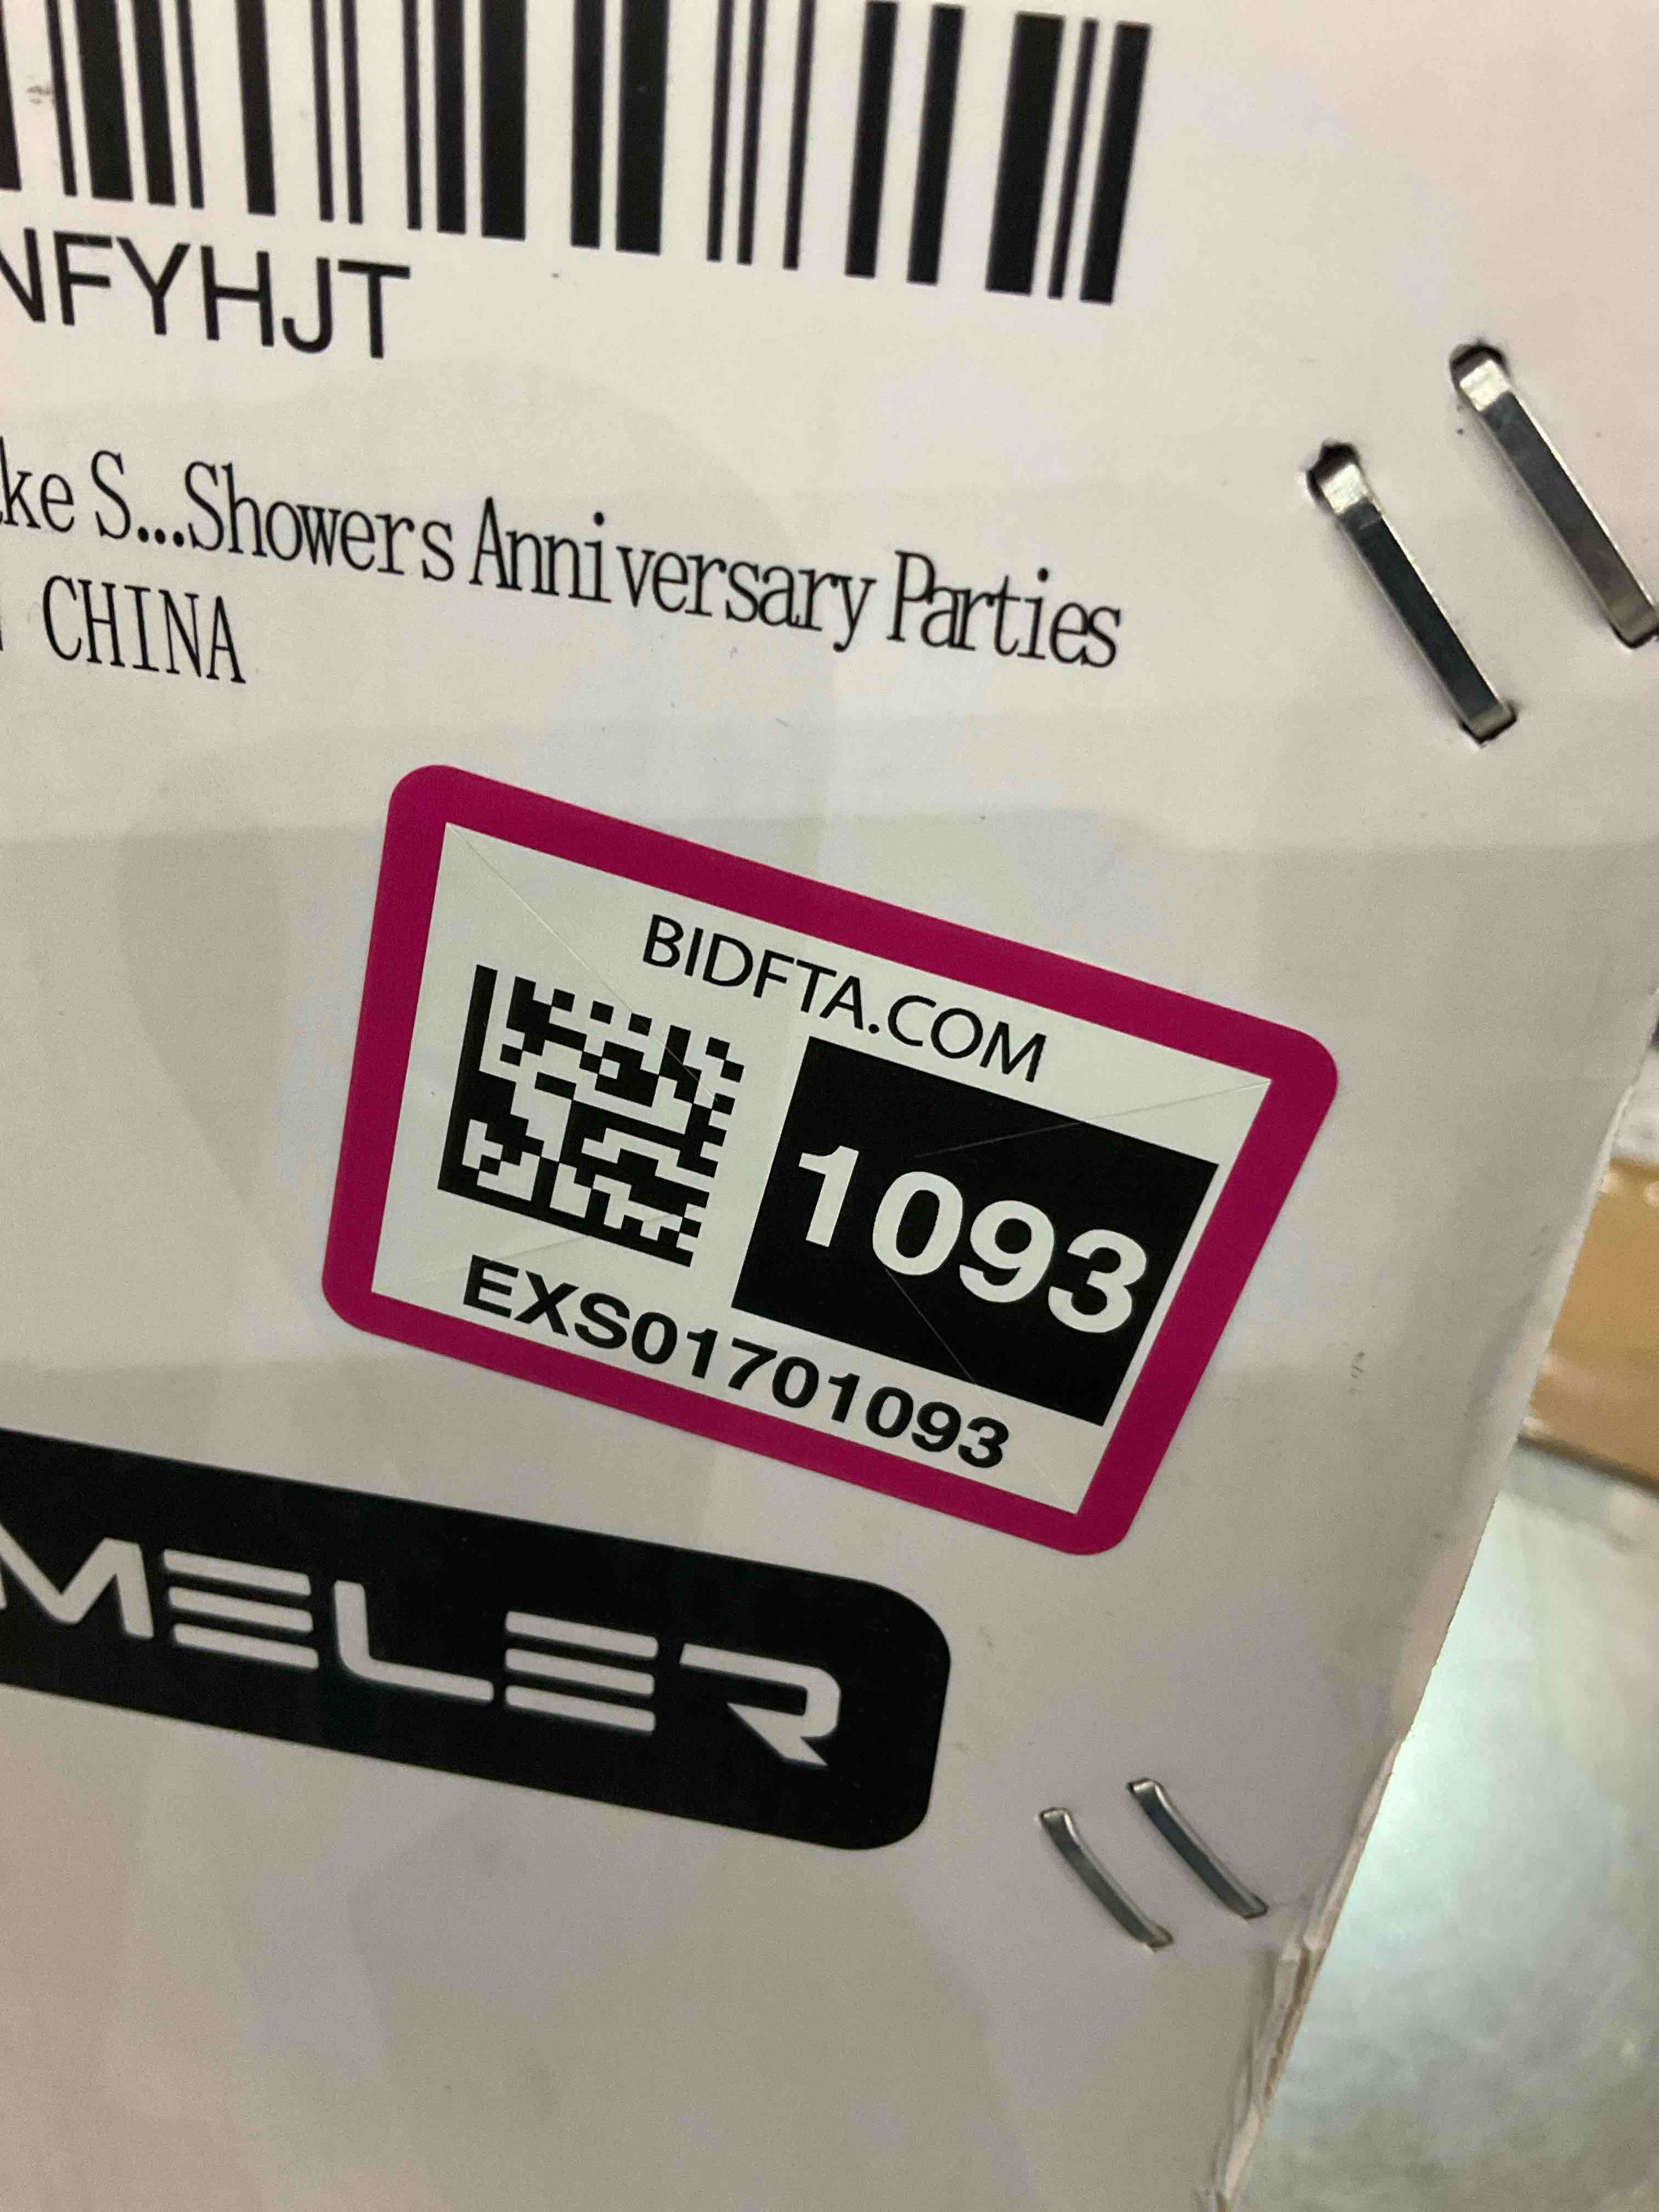 NFYHJT
ke S...Showers Anniversary Parties
CHINA
BIDFTA.COM
1093
EXS01701093
MELER